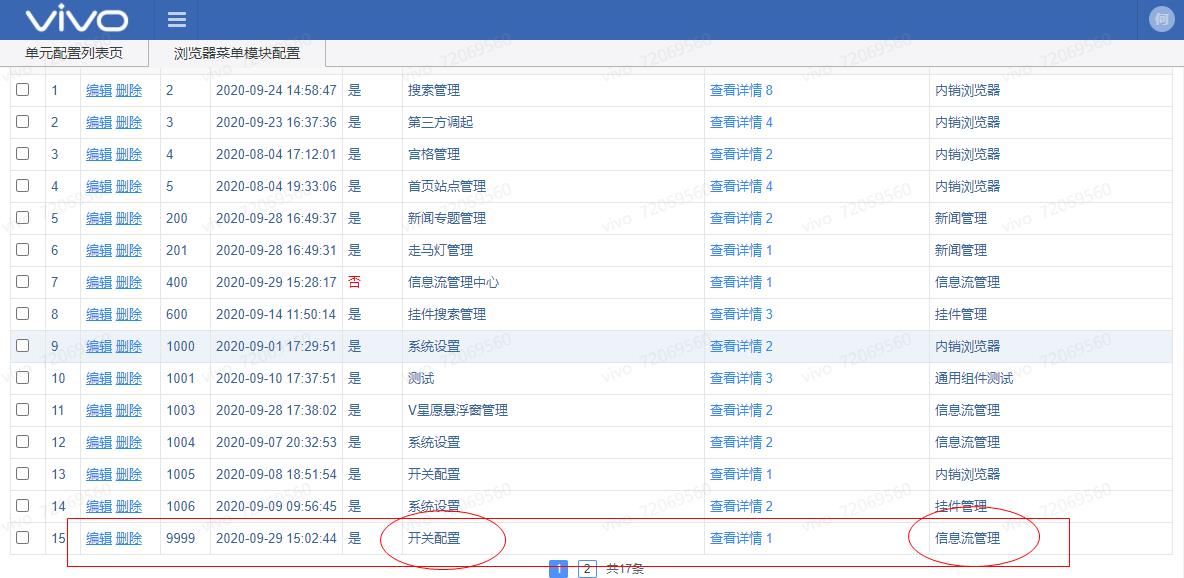 vivo
何
单元配置列表页 浏览器菜单模块配置
1 编辑 删除 2 2020-09-24 14:58:47 是 搜索管理 查看详情 8 内销浏览器
2 编辑 删除 3 2020-09-23 16:37:36 是 第三方调起 查看详情 4 内销浏览器
3 编辑 删除 4 2020-08-04 17:12:01 是 宫格管理 查看详情 2 内销浏览器
4 编辑 删除 5 2020-08-04 19:33:06 是 首页站点管理 查看详情 4 内销浏览器
5 编辑 删除 200 2020-09-28 16:49:37 是 新闻专题管理 查看详情 2 新闻管理
6 编辑 删除 201 2020-09-28 16:49:31 是 走马灯管理 查看详情 1 新闻管理
7 编辑 删除 400 2020-09-29 15:28:17 否 信息流管理中心 查看详情 1 信息流管理
8 编辑 删除 600 2020-09-14 11:50:14 是 挂件搜索管理 查看详情 3 挂件管理
9 编辑 删除 1000 2020-09-01 17:29:51 是 系统设置 查看详情 2 内销浏览器
10 编辑 删除 1001 2020-09-10 17:37:51 是 测试 查看详情 3 通用组件测试
11 编辑 删除 1003 2020-09-28 17:38:02 是 V星愿悬浮窗管理 查看详情 2 信息流管理
12 编辑 删除 1004 2020-09-07 20:32:53 是 系统设置 查看详情 2 信息流管理
13 编辑 删除 1005 2020-09-08 18:51:54 是 开关配置 查看详情 1 内销浏览器
14 编辑 删除 1006 2020-09-09 09:56:45 是 系统设置 查看详情 2 挂件管理
15 编辑 删除 9999 2020-09-29 15:02:44 是 开关配置 查看详情 1 信息流管理
1 2 共17条
vivo 72069560